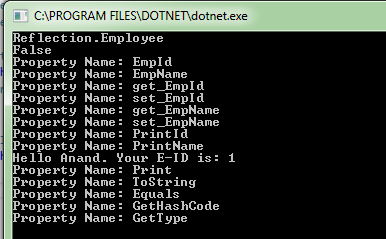 C:\PROGRAM FILES\DOTNET\dotnet.exe
Reflection.Employee
False
Property Name: EmpId
Property Name: EmpName
Property Name: get_EmpId
Property Name: set_EmpId
Property Name: get_EmpName
Property Name: set_EmpName
Property Name: PrintId
Property Name: PrintName
Hello Anand. Your E-ID is: 1
Property Name: Print
Property Name: ToString
Property Name: Equals
Property Name: GetHashCode
Property Name: GetType